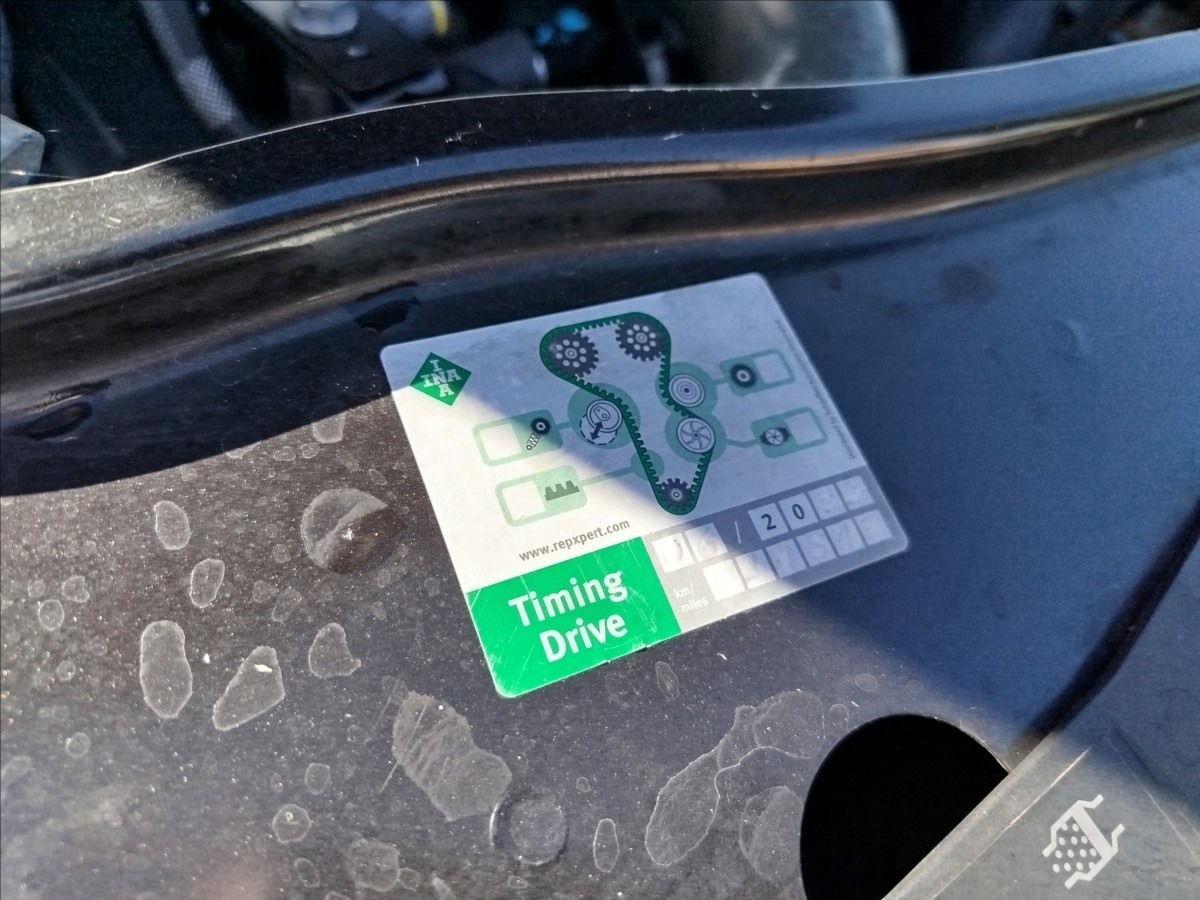 I
INA
A
www.repxpert.com
Timing
Drive
/ 20
km/
miles